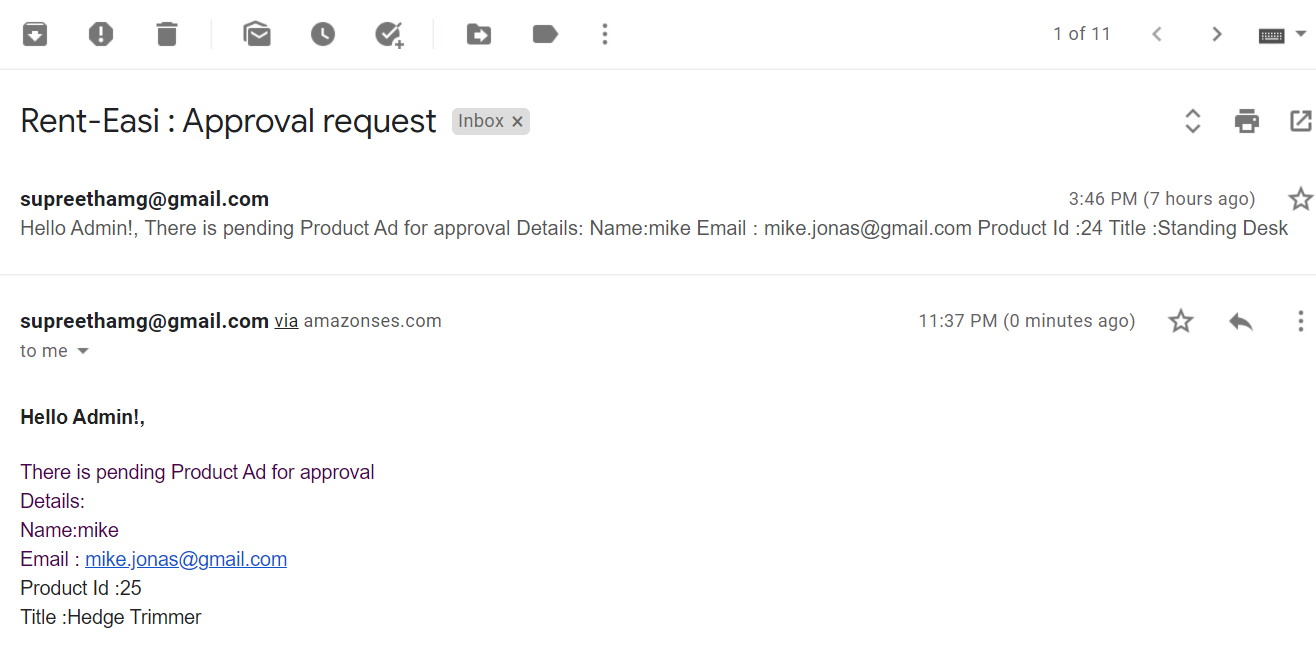 1 of 11
Rent-Easi : Approval request Inbox ×
supreethamg@gmail.com 3:46 PM (7 hours ago)
Hello Admin!, There is pending Product Ad for approval Details: Name:mike Email : mike.jonas@gmail.com Product Id :24 Title :Standing Desk
supreethamg@gmail.com via amazonses.com 11:37 PM (0 minutes ago)
to me
Hello Admin!,
There is pending Product Ad for approval
Details:
Name:mike
Email : mike.jonas@gmail.com
Product Id :25
Title :Hedge Trimmer